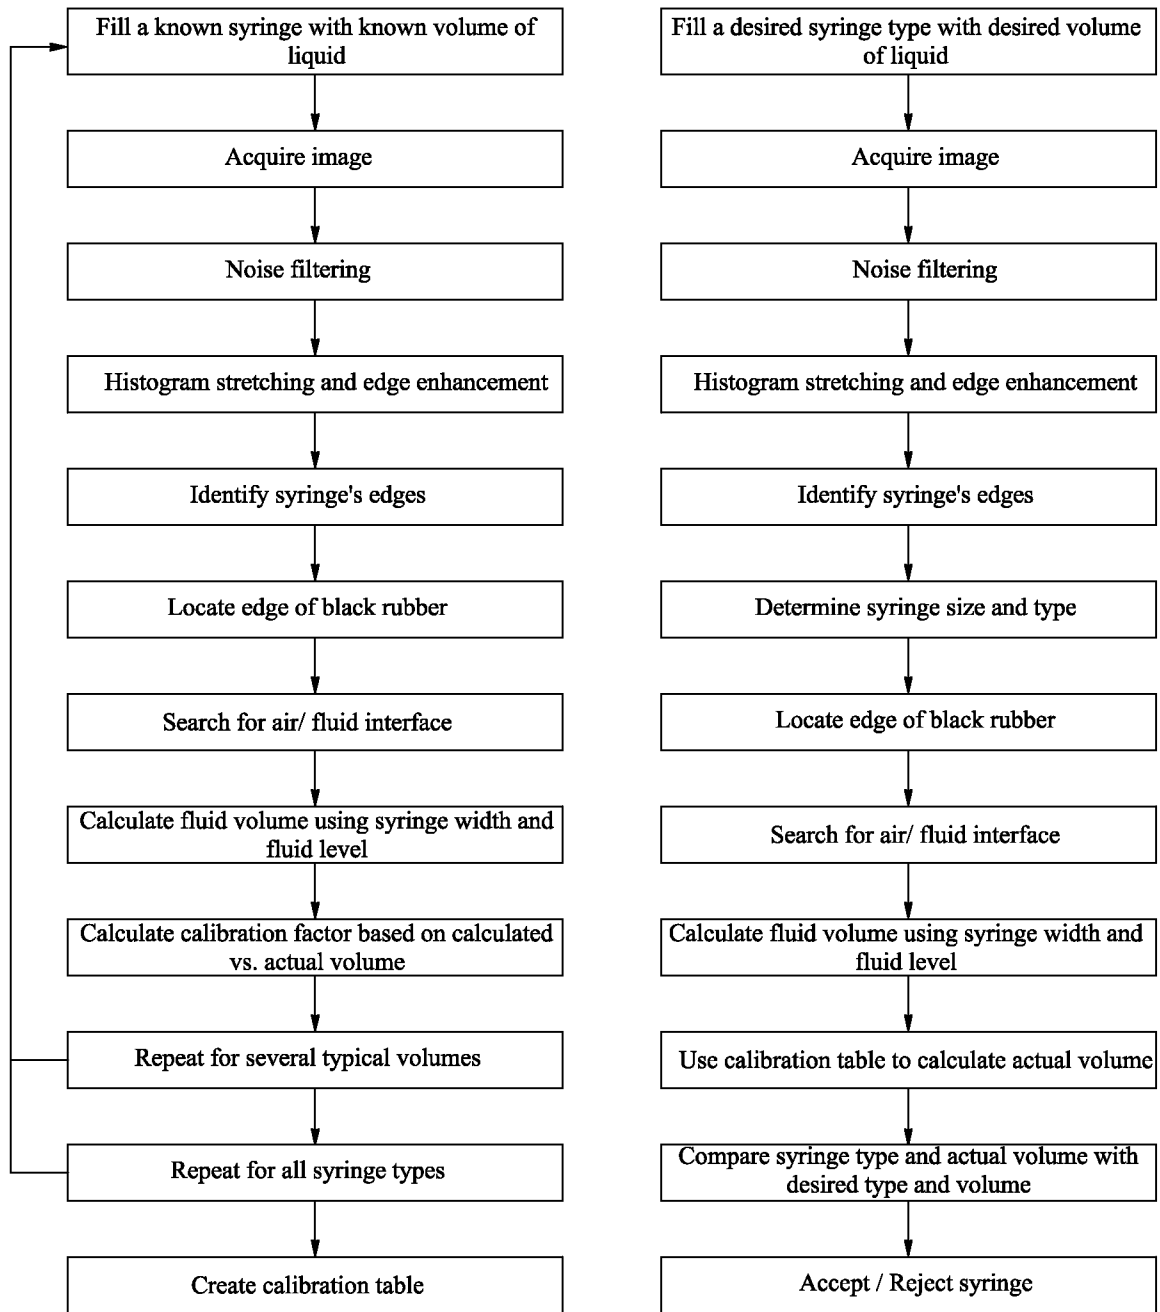 Fill a known syringe with known volume of
liquid
Acquire image
Noise filtering
Histogram stretching and edge enhancement
Identify syringe's edges
Locate edge of black rubber
Search for air/ fluid interface
Calculate fluid volume using syringe width and
fluid level
Calculate calibration factor based on calculated
vs. actual volume
Repeat for several typical volumes
Repeat for all syringe types
Create calibration table
Fill a desired syringe type with desired volume
of liquid
Acquire image
Noise filtering
Histogram stretching and edge enhancement
Identify syringe's edges
Determine syringe size and type
Locate edge of black rubber
Search for air/ fluid interface
Calculate fluid volume using syringe width and
fluid level
Use calibration table to calculate actual volume
Compare syringe type and actual volume with
desired type and volume
Accept / Reject syringe